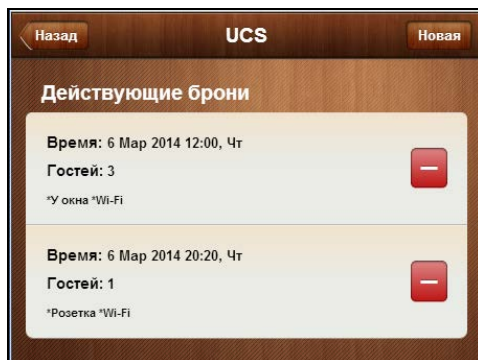 Назад UCS Новая
Действующие брони
Время: 6 Мар 2014 12:00, Чт
Гостей: 3
*У окна *Wi-Fi
Время: 6 Мар 2014 20:20, Чт
Гостей: 1
*Розетка *Wi-Fi